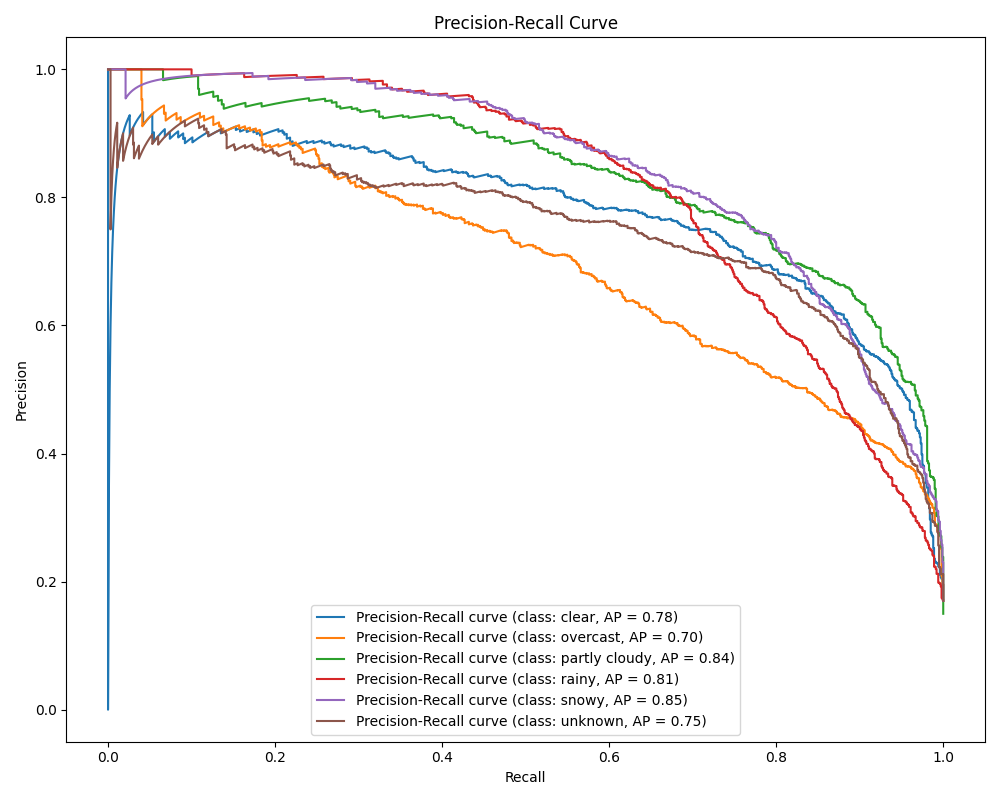 Precision-Recall Curve
1.0
0.8
0.6
0.4
0.2
0.0
Precision
0.0 0.2 0.4 0.6 0.8 1.0
Recall
Precision-Recall curve (class: clear, AP = 0.78)
Precision-Recall curve (class: overcast, AP = 0.70)
Precision-Recall curve (class: partly cloudy, AP = 0.84)
Precision-Recall curve (class: rainy, AP = 0.81)
Precision-Recall curve (class: snowy, AP = 0.85)
Precision-Recall curve (class: unknown, AP = 0.75)